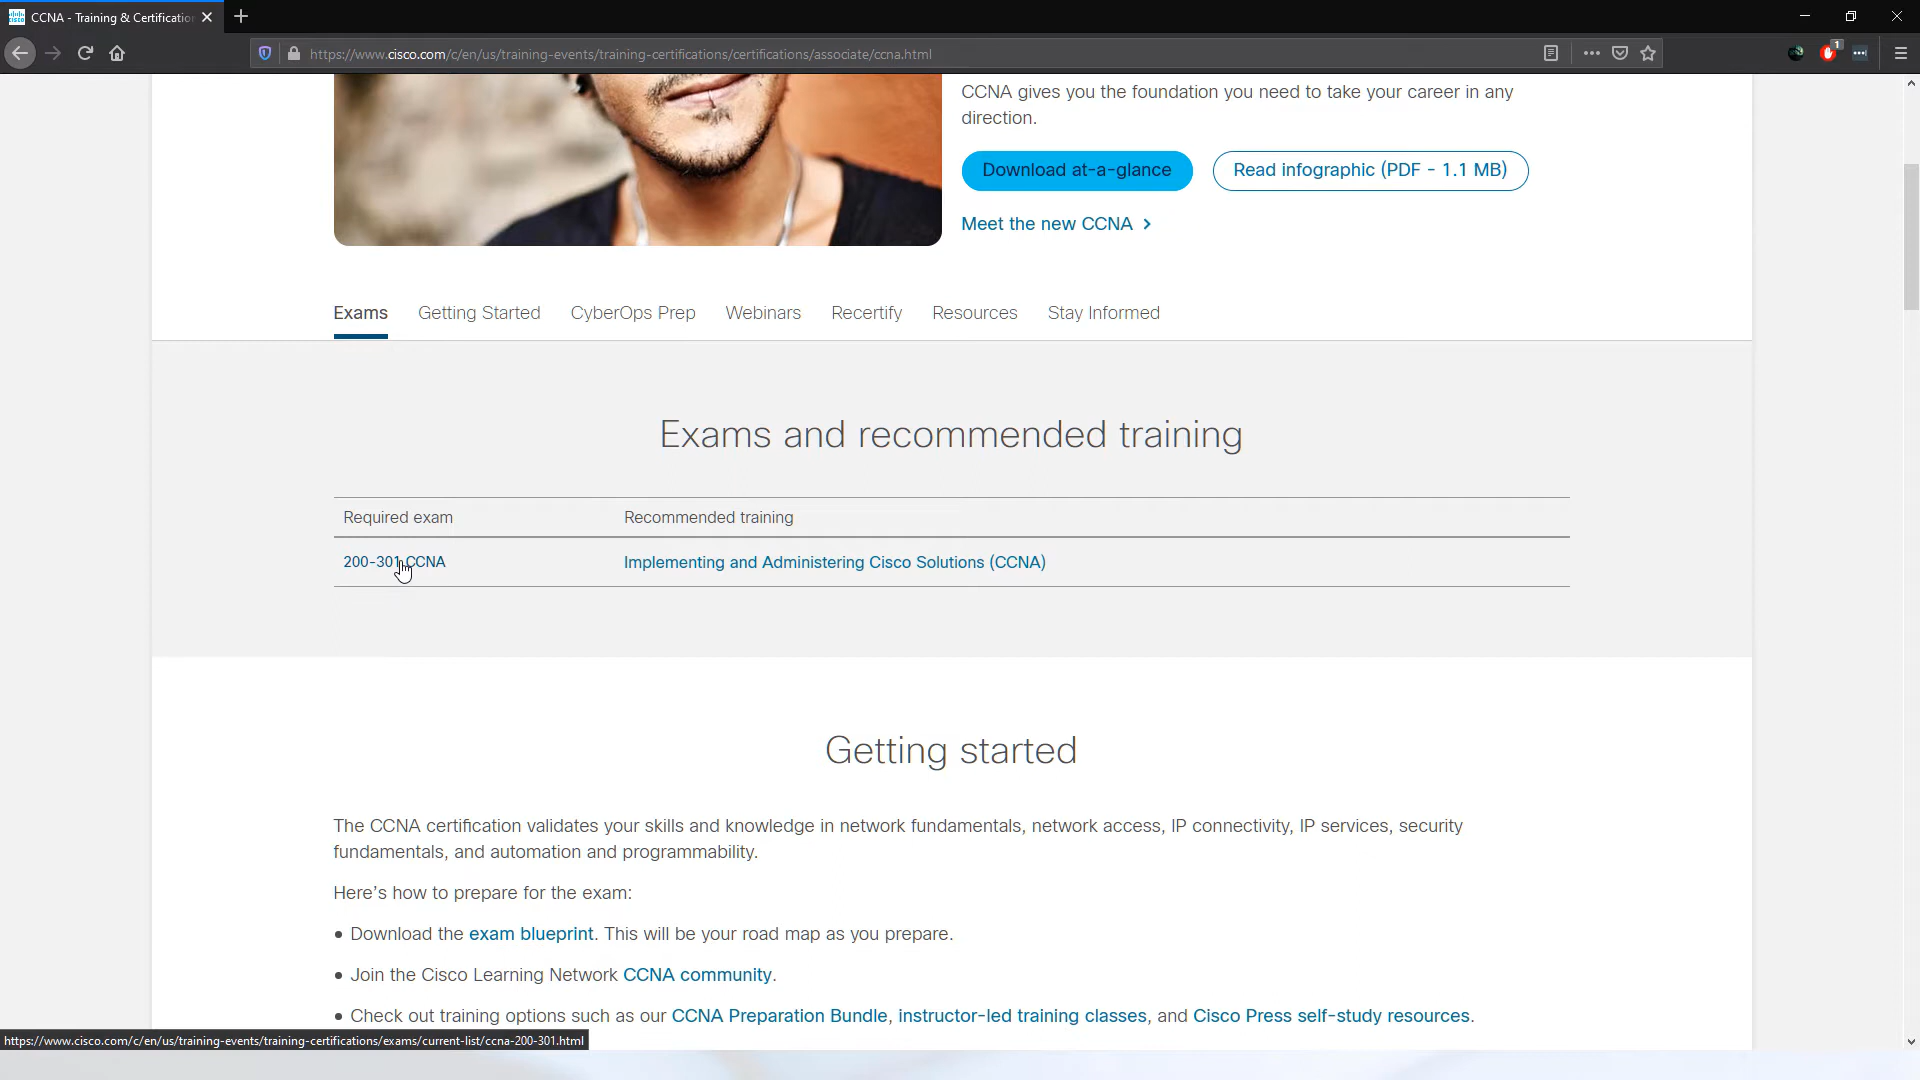 CCNA - Training & Certificatio
https://www.cisco.com/c/en/us/training-events/training-certifications/certifications/associate/ccna.html
1
CCNA gives you the foundation you need to take your career in any
direction.
Download at-a-glance
Read infographic (PDF - 1.1 MB)
Meet the new CCNA
Exams Getting Started CyberOps Prep Webinars Recertify Resources Stay Informed
Exams and recommended training
Required exam Recommended training
200-301 CCNA Implementing and Administering Cisco Solutions (CCNA)
Getting started
The CCNA certification validates your skills and knowledge in network fundamentals, network access, IP connectivity, IP services, security
fundamentals, and automation and programmability.
Here’s how to prepare for the exam:
• Download the exam blueprint. This will be your road map as you prepare.
• Join the Cisco Learning Network CCNA community.
• Check out training options such as our CCNA Preparation Bundle, instructor-led training classes, and Cisco Press self-study resources.
https://www.cisco.com/c/en/us/training-events/training-certifications/exams/current-list/ccna-200-301.html